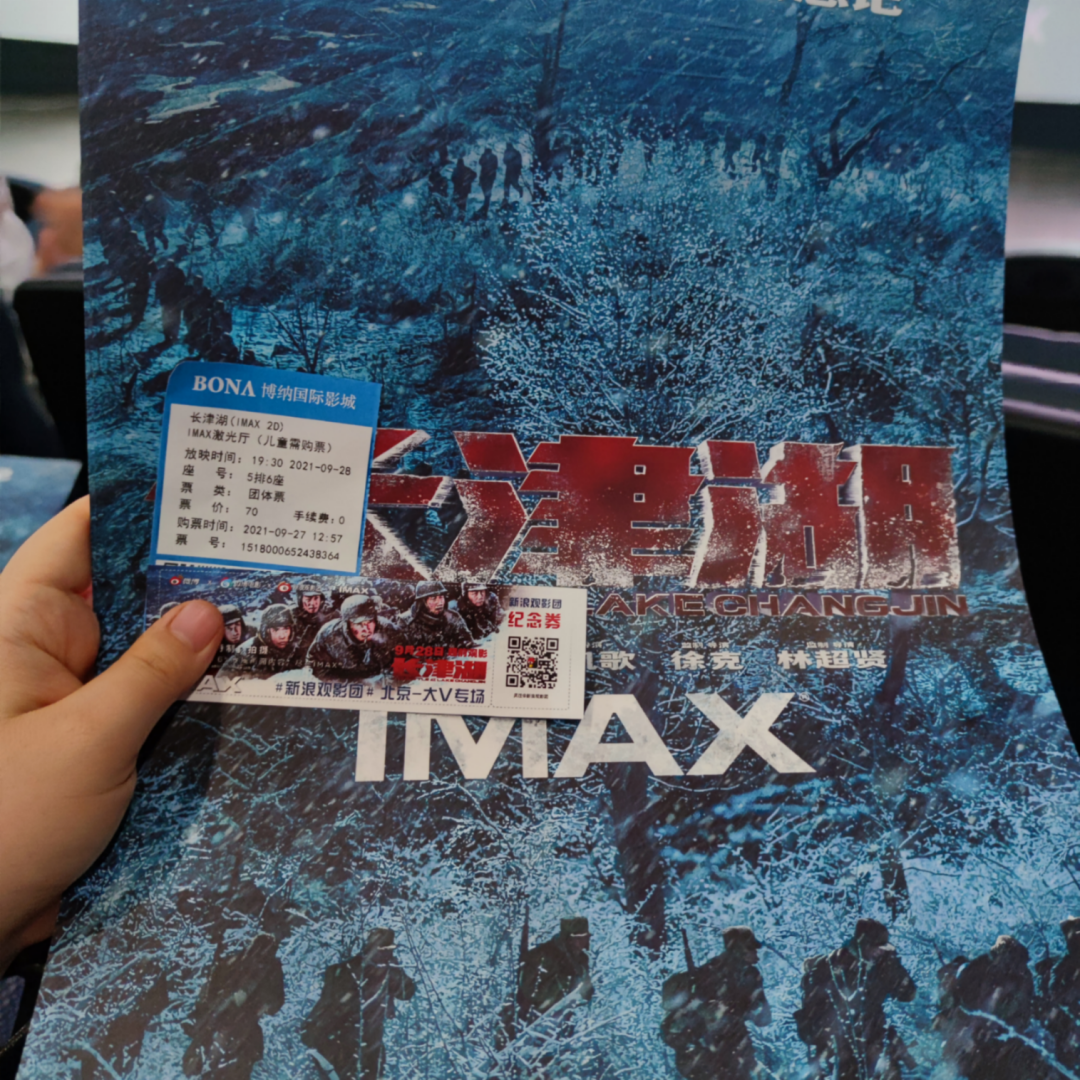 BONA 博纳国际影城
长津湖(IMAX 2D)
IMAX激光厅（儿童需购票）
放映时间: 19:30 2021-09-28
座 号: 5排6座
票 类: 团体票
票 价: 70 手续费:0
购票时间: 2021-09-27 12:57
票 号: 1518000652438364
长津湖
LAKE CHANGJIN
凯歌 徐克 林超贤
IMAX
IMAX
新浪观影团
纪念券
长津湖
#新浪观影团# 北京-大V专场
IMAX